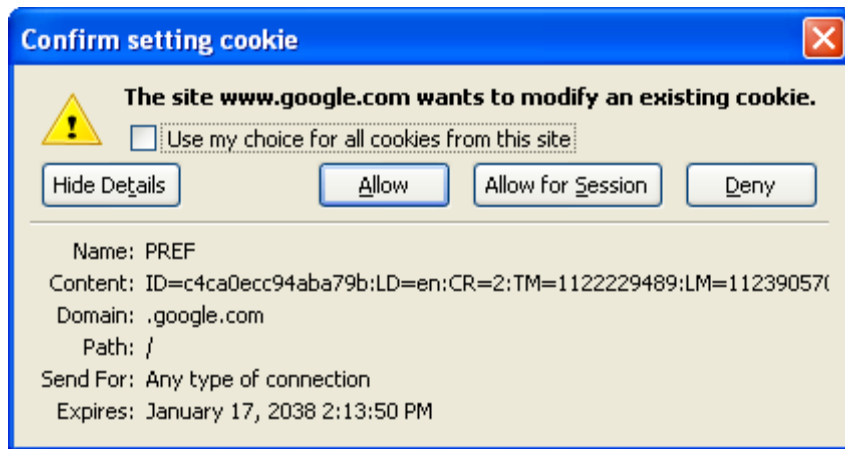 Confirm setting cookie
The site www.google.com wants to modify an existing cookie.
Use my choice for all cookies from this site
Hide Details Allow Allow for Session Deny
Name: PREF
Content: ID=c4ca0ecc94aba79b:LD=en:CR=2:TM=1122229489:LM=112390570
Domain: .google.com
Path: /
Send For: Any type of connection
Expires: January 17, 2038 2:13:50 PM